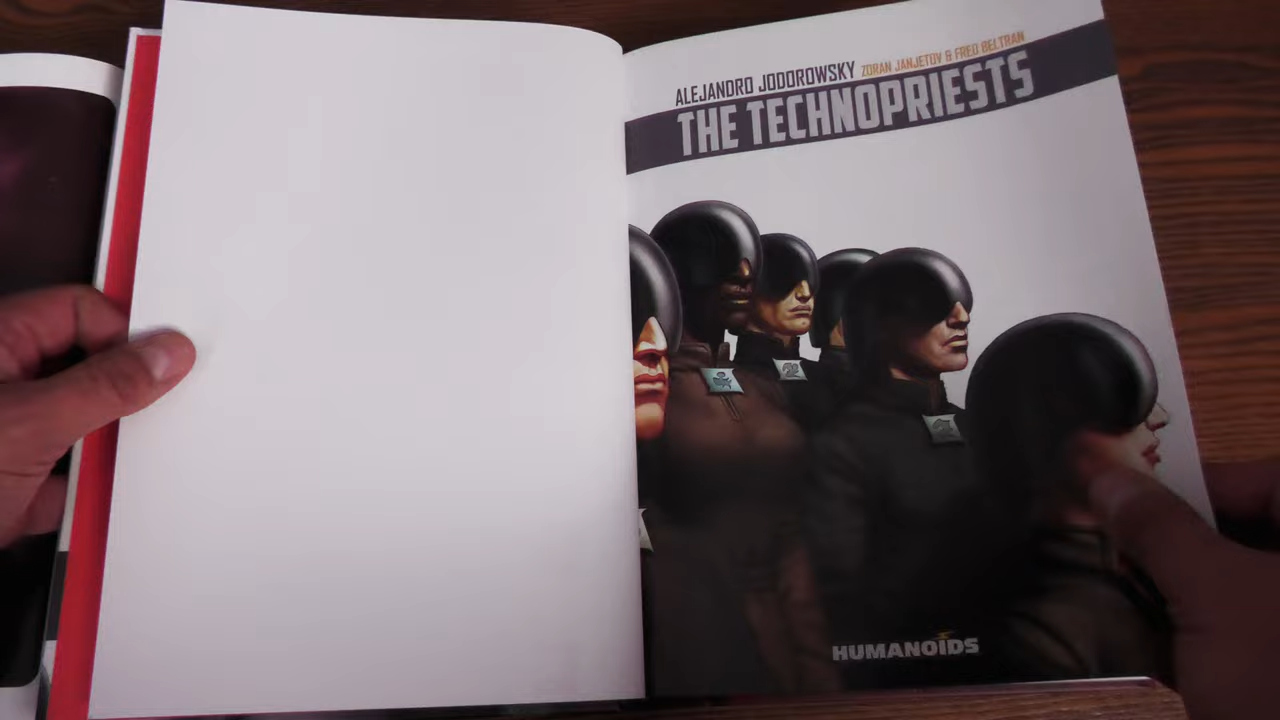 ALEJANDRO JODOROWSKY ZORAN JANJETOV & FRED BELTRAN
THE TECHNOPRIESTS
HUMANOIDS